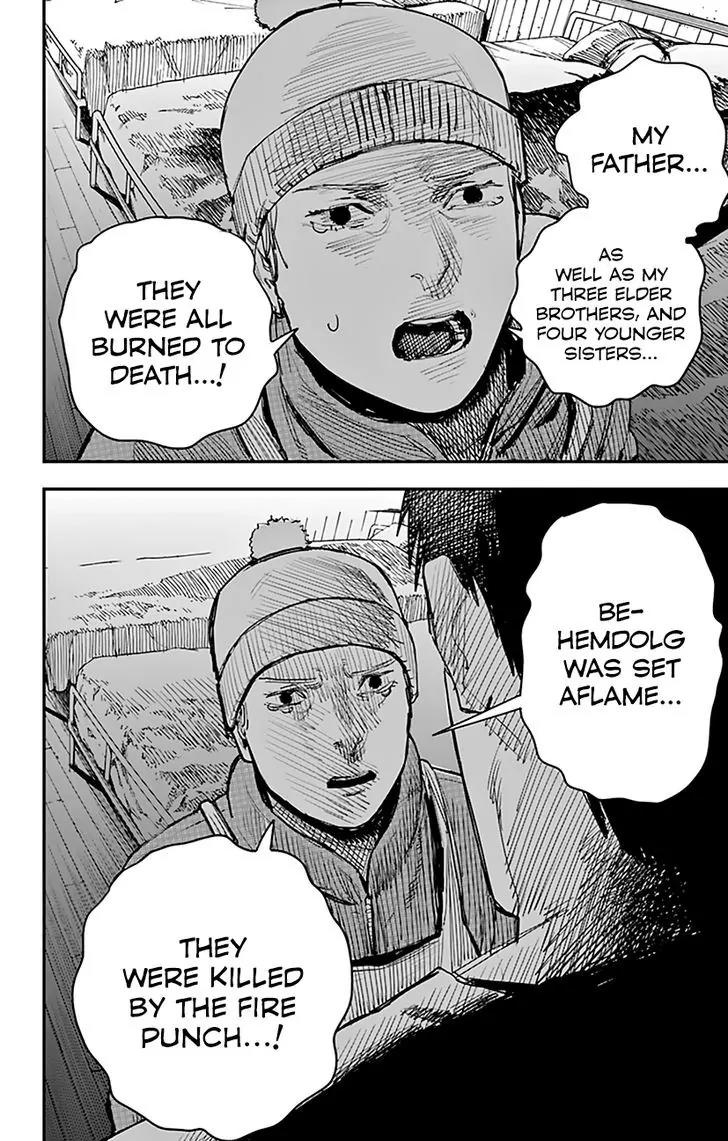 MY
FATHER...
AS
WELL AS MY
THREE ELDER
BROTHERS, AND
FOUR YOUNGER
SISTERS...
THEY
WERE ALL
BURNED TO
DEATH...!
BE-
HEMDOLG
WAS SET
AFLAME...
THEY
WERE KILLED
BY THE FIRE
PUNCH...!